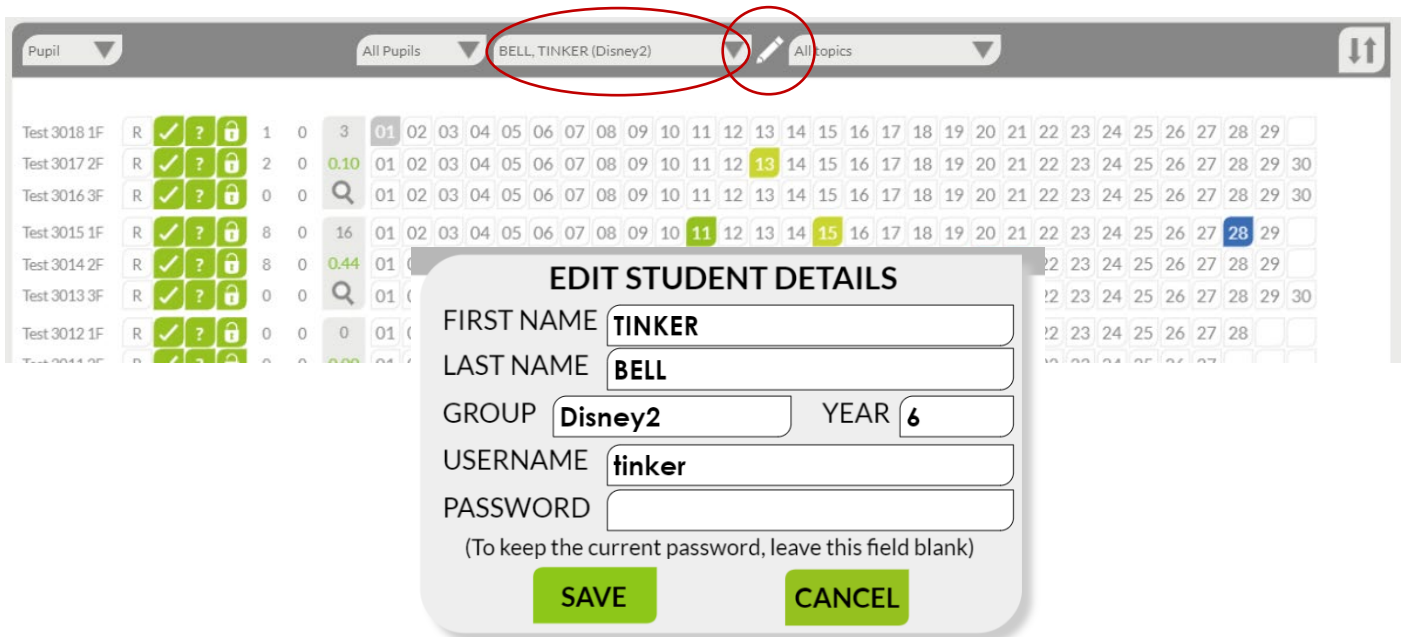 Pupil All Pupils BELL, TINKER (Disney2) All topics
Test 3018 1F R ? 1 0 3 01 02 03 04 05 06 07 08 09 10 11 12 13 14 15 16 17 18 19 20 21 22 23 24 25 26 27 28 29
Test 3017 2F R ? 2 0 0.10 01 02 03 04 05 06 07 08 09 10 11 12 13 14 15 16 17 18 19 20 21 22 23 24 25 26 27 28 29 30
Test 3016 3F R ? 0 0 01 02 03 04 05 06 07 08 09 10 11 12 13 14 15 16 17 18 19 20 21 22 23 24 25 26 27 28 29 30
Test 3015 1F R ? 8 0 16 01 02 03 04 05 06 07 08 09 10 11 12 13 14 15 16 17 18 19 20 21 22 23 24 25 26 27 28 29
Test 3014 2F R ? 8 0 0.44 01 22 23 24 25 26 27 28 29
Test 3013 3F R ? 0 0 01 22 23 24 25 26 27 28 29 30
Test 3012 1F R ? 0 0 0 01 22 23 24 25 26 27 28
EDIT STUDENT DETAILS
FIRST NAME TINKER
LAST NAME BELL
GROUP Disney2 YEAR 6
USERNAME tinker
PASSWORD
(To keep the current password, leave this field blank)
SAVE CANCEL